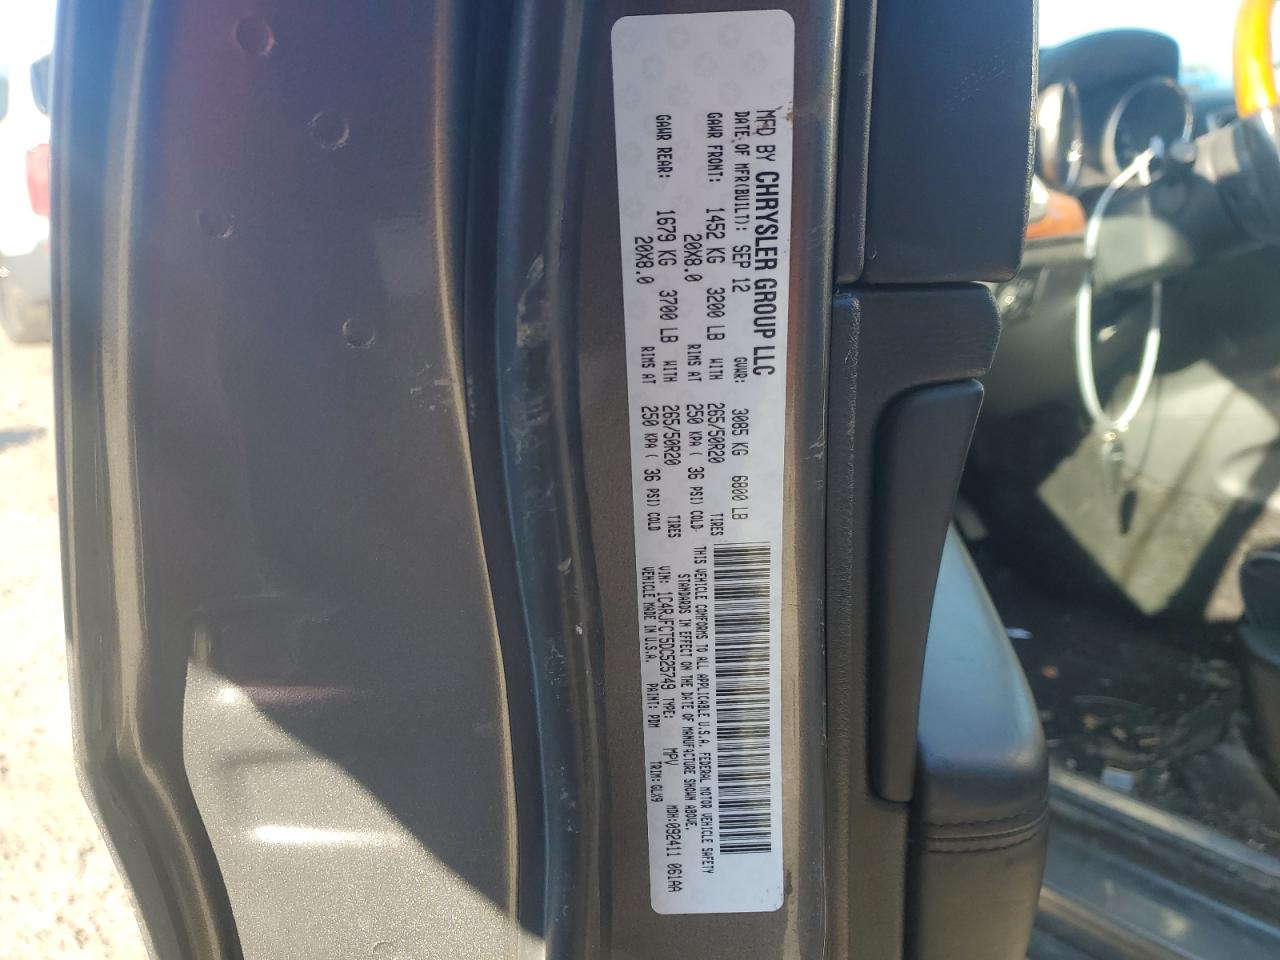 MFD BY CHRYSLER GROUP LLC
DATE OF MFR(BUILT): SEP 12 GVWR: 3085 KG 6800 LB
GAWR FRONT: 1452 KG 3200 LB WITH 265/50R20 TIRES
20X8.0 RIMS AT 250 KPA ( 36 PSI) COLD
GAWR REAR: 1679 KG 3700 LB WITH 265/50R20 TIRES
20X8.0 RIMS AT 250 KPA ( 36 PSI) COLD
THIS VEHICLE CONFORMS TO ALL APPLICABLE U.S.A. FEDERAL MOTOR VEHICLE SAFETY
STANDARDS IN EFFECT ON THE DATE OF MANUFACTURE SHOWN ABOVE.
VIN: 1C4RJFCT5DC525749 TYPE: MPV MDH:092411 061AA
VEHICLE MADE IN U.S.A. PAINT: PDM TRIM: GLX9